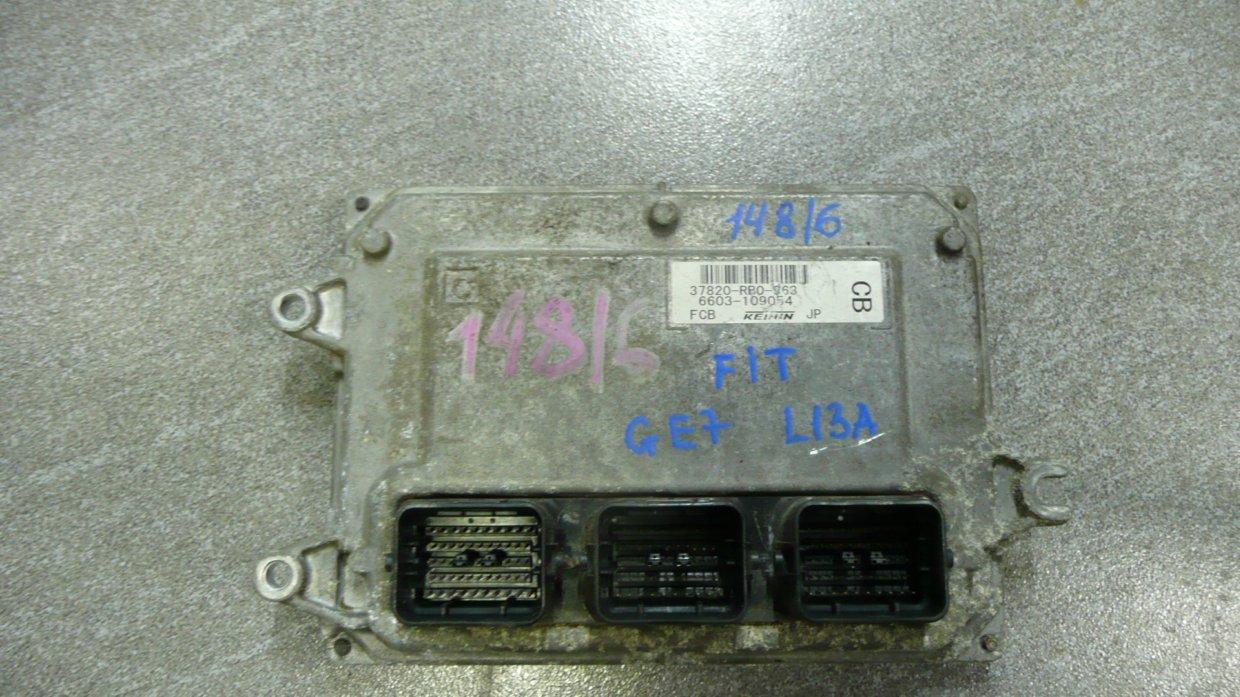 148/6
37820-RB0-J63
6603-109054
FCB KEIHIN JP
CB
C
148/6
FIT
GE7 L13A